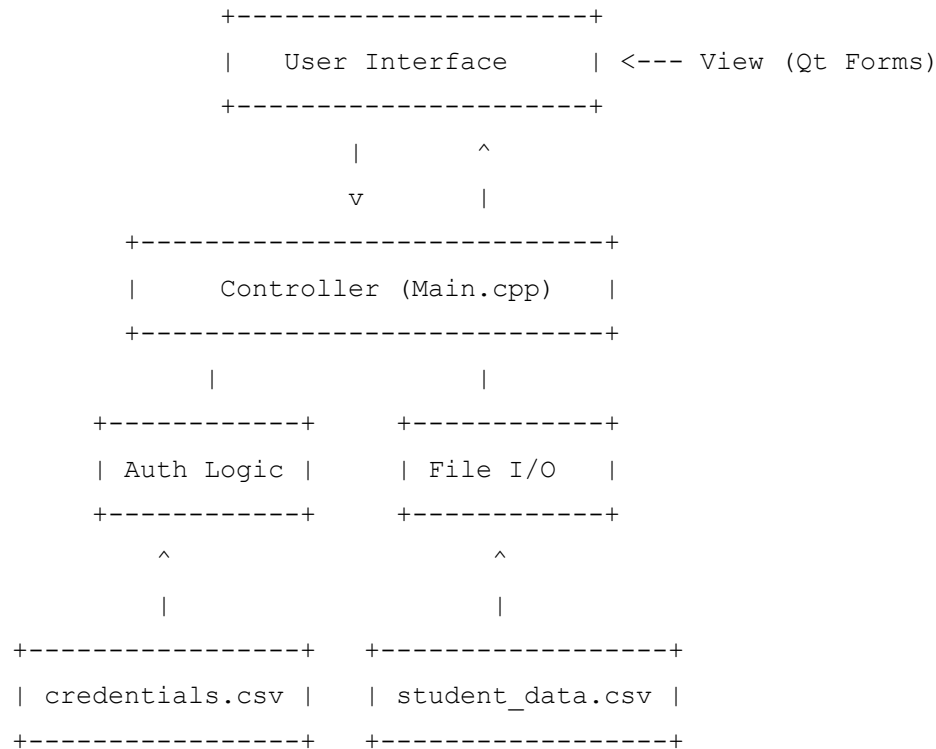 +----------------------+
|   User Interface     | <--- View (Qt Forms)
+----------------------+
|       ^
v       |
+-----------------------------+
|     Controller (Main.cpp)   |
+-----------------------------+
|                |
+------------+     +------------+
| Auth Logic |     | File I/O   |
+------------+     +------------+
^                    ^
|                    |
+-----------------+   +------------------+
| credentials.csv |   | student_data.csv |
+-----------------+   +------------------+